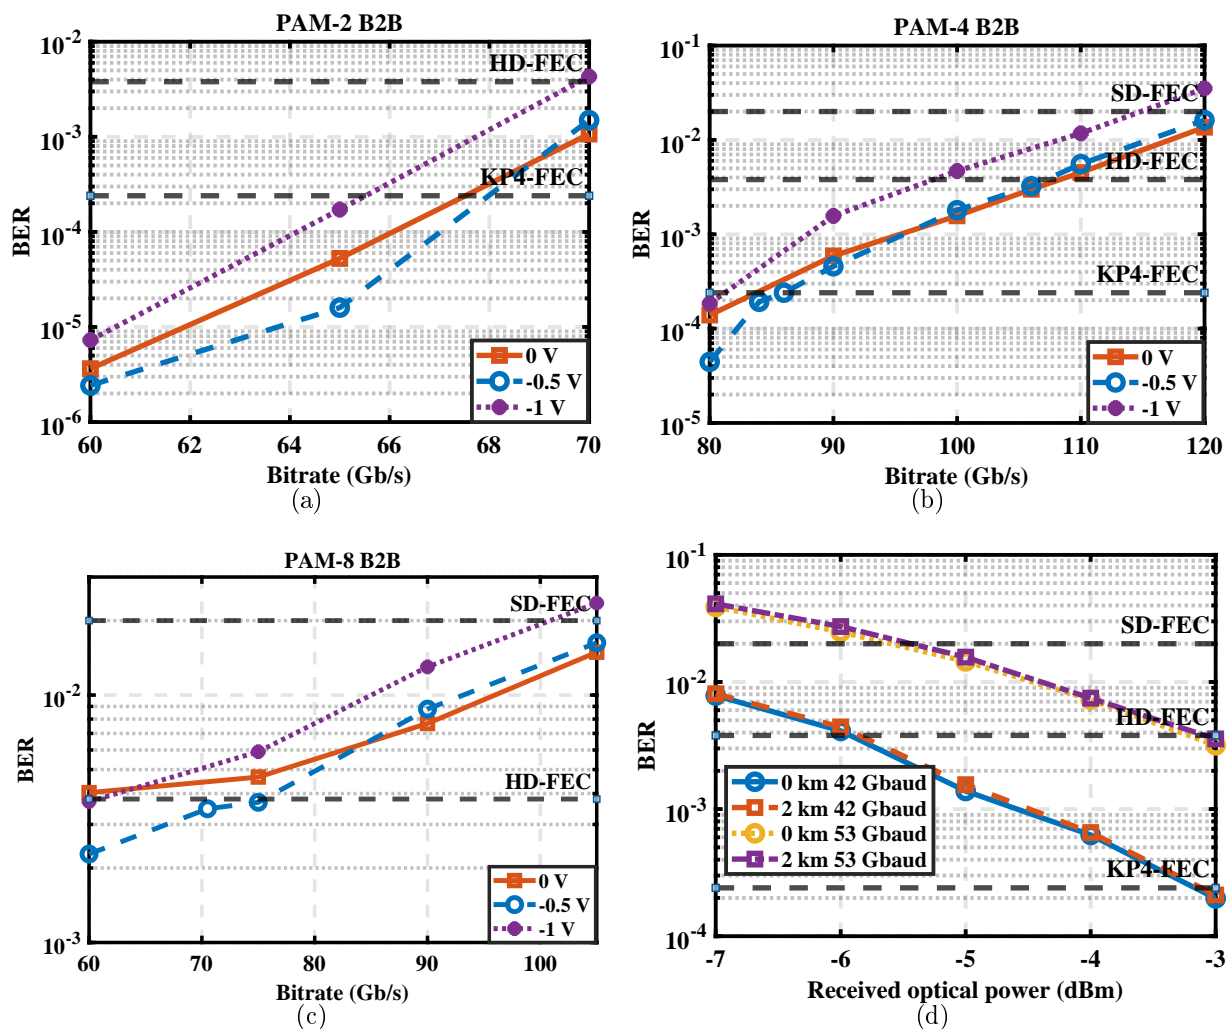 PAM-2 B2B
10^-2
10^-3
10^-4
10^-5
10^-6
BER
HD-FEC
KP4-FEC
0 V
-0.5 V
-1 V
60 62 64 66 68 70
Bitrate (Gb/s)
(a)
PAM-4 B2B
10^-1
10^-2
10^-3
10^-4
10^-5
BER
SD-FEC
HD-FEC
KP4-FEC
0 V
-0.5 V
-1 V
80 90 100 110 120
Bitrate (Gb/s)
(b)
PAM-8 B2B
10^-2
10^-3
BER
SD-FEC
HD-FEC
0 V
-0.5 V
-1 V
60 70 80 90 100
Bitrate (Gb/s)
(c)
10^-1
10^-2
10^-3
10^-4
BER
SD-FEC
HD-FEC
0 km 42 Gbaud
2 km 42 Gbaud
0 km 53 Gbaud
2 km 53 Gbaud
KP4-FEC
-7 -6 -5 -4 -3
Received optical power (dBm)
(d)